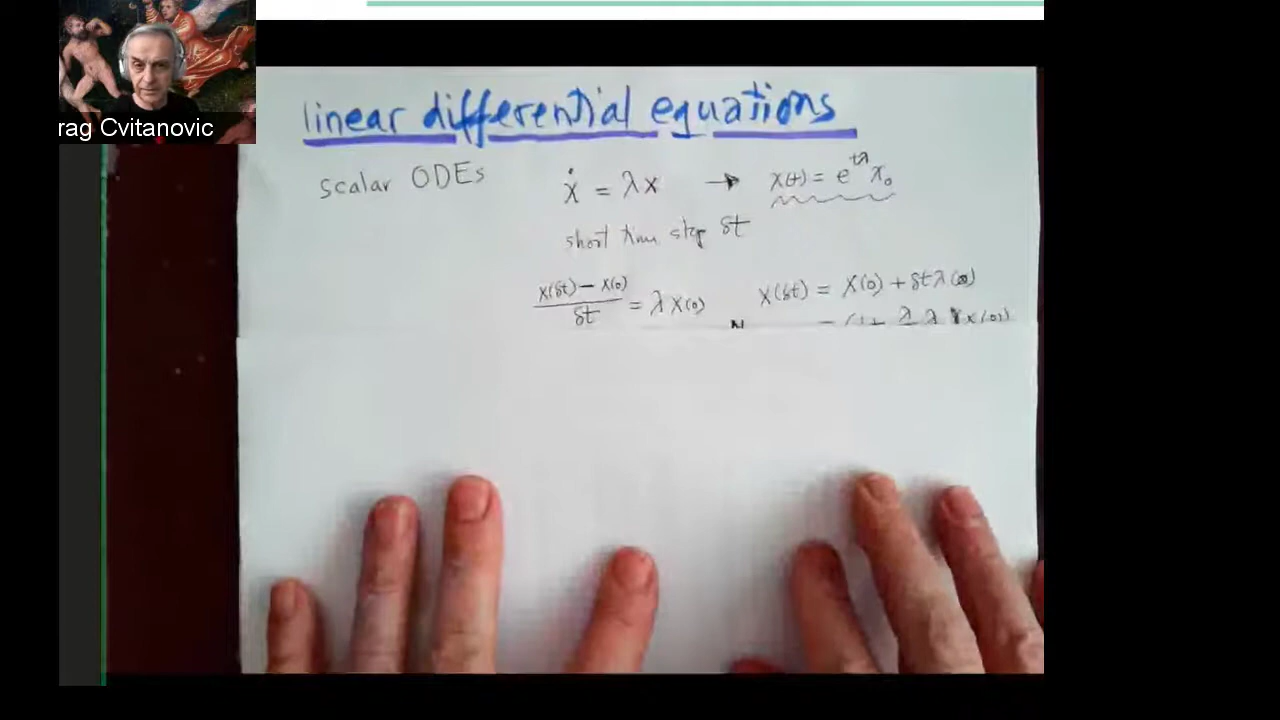 rag Cvitanovic
linear differential equations
scalar ODEs
ẋ = λx → x(t) = e^{tλ} x₀
short time step δt
(x(δt) − x(0))/δt = λ x(0)
x(δt) = x(0) + δt λ